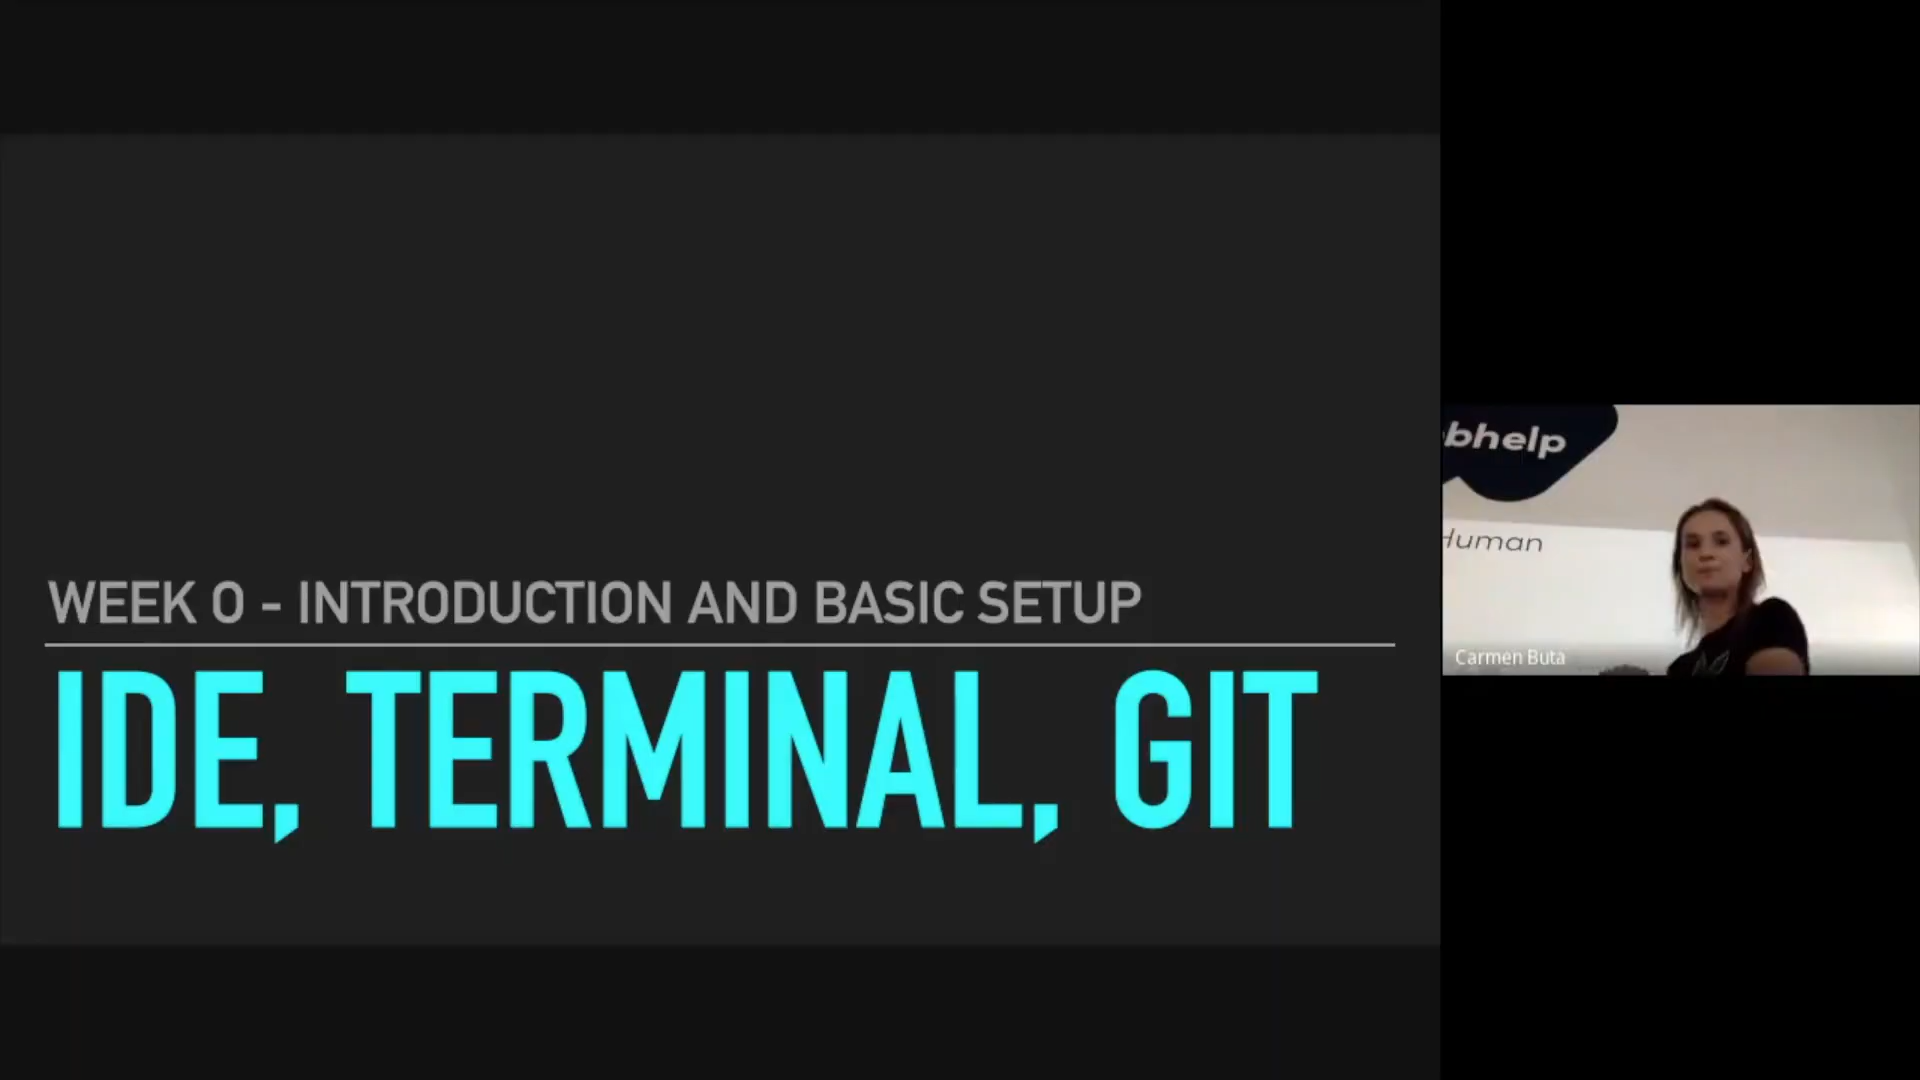 WEEK 0 - INTRODUCTION AND BASIC SETUP
IDE, TERMINAL, GIT
bhelp
Human
Carmen Buta